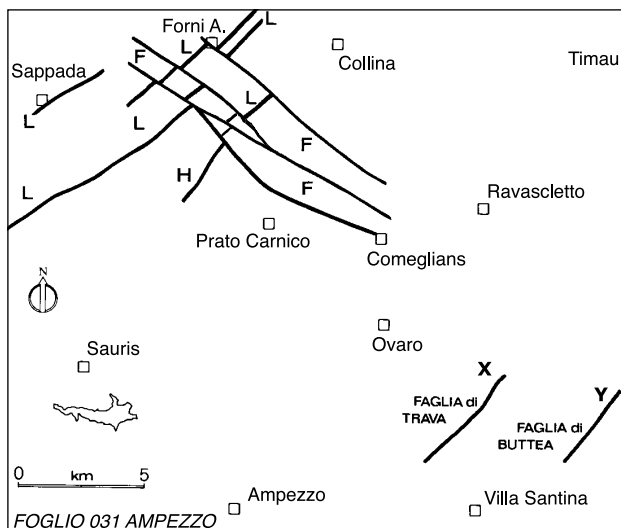 Forni A.
L
L
F
Collina
Timau
Sappada
L
L
L
F
H
F
L
Ravascletto
Prato Carnico
Comeglians
N
Ovaro
Sauris
X
FAGLIA di
TRAVA
Y
FAGLIA di
BUTTEA
0 km 5
Ampezzo
Villa Santina
FOGLIO 031 AMPEZZO